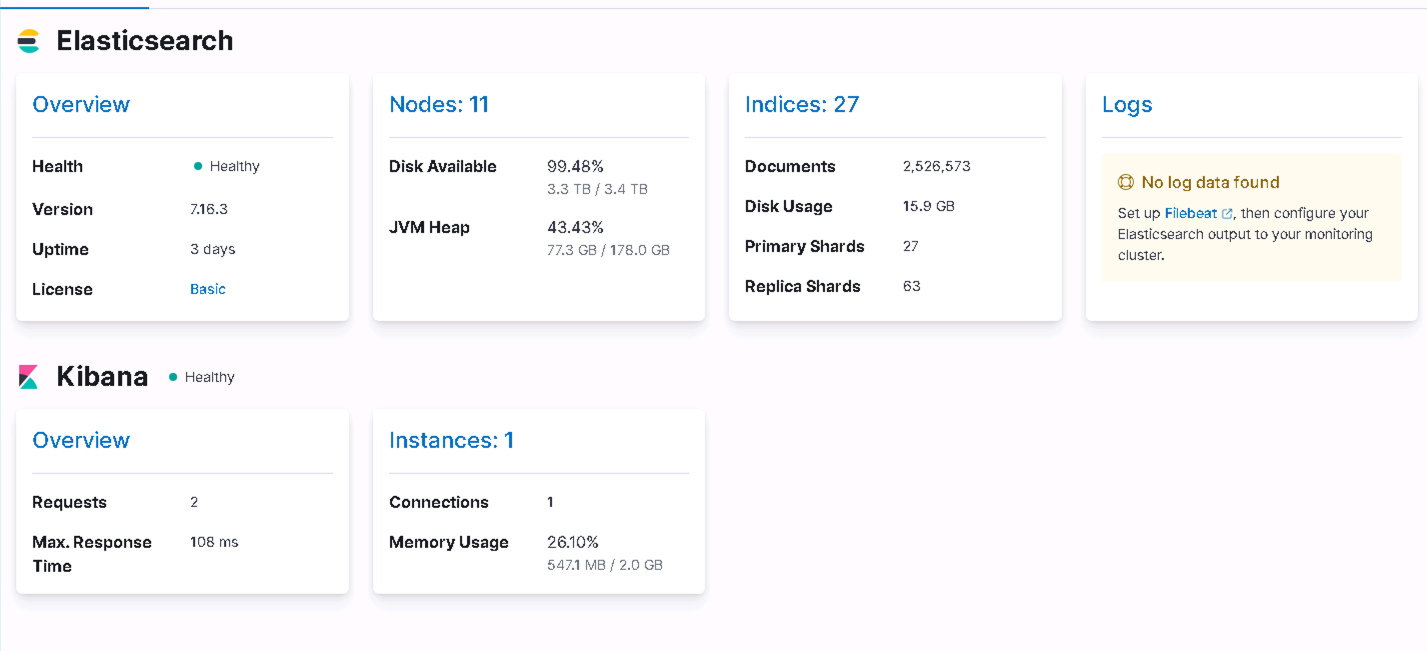 Elasticsearch
Overview
Health Healthy
Version 7.16.3
Uptime 3 days
License Basic
Nodes: 11
Disk Available 99.48%
3.3 TB / 3.4 TB
JVM Heap 43.43%
77.3 GB / 178.0 GB
Indices: 27
Documents 2,526,573
Disk Usage 15.9 GB
Primary Shards 27
Replica Shards 63
Logs
No log data found
Set up Filebeat, then configure your
Elasticsearch output to your monitoring
cluster.
Kibana Healthy
Overview
Requests 2
Max. Response 108 ms
Time
Instances: 1
Connections 1
Memory Usage 26.10%
547.1 MB / 2.0 GB